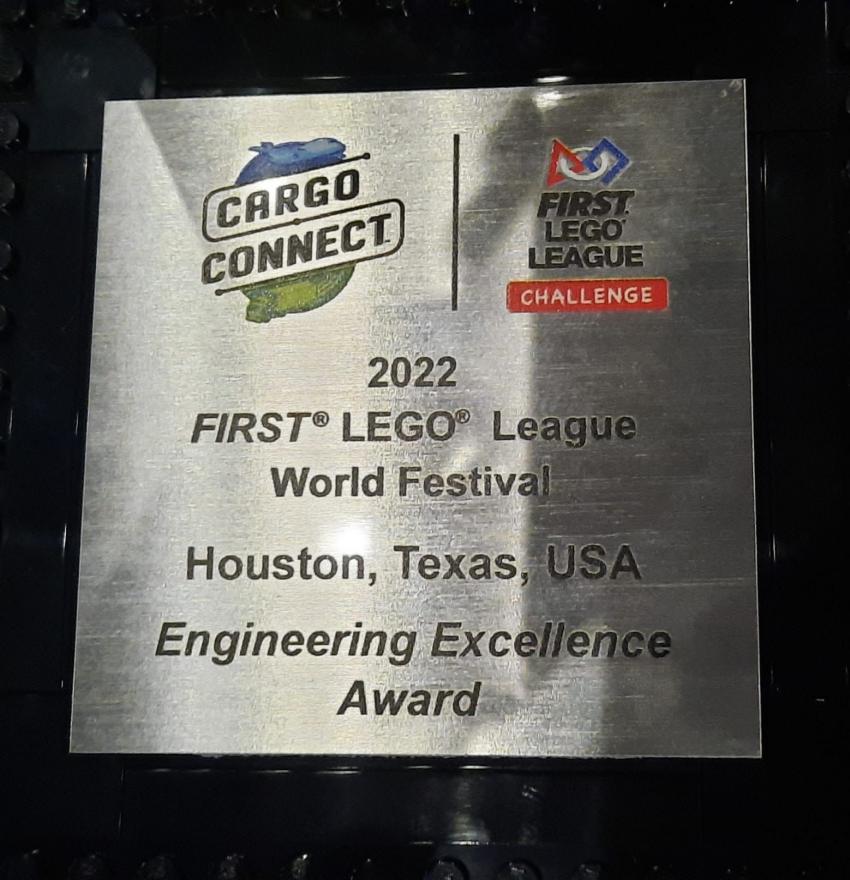 CARGO
CONNECT
FIRST
LEGO
LEAGUE
CHALLENGE
2022
FIRST® LEGO® League
World Festival
Houston, Texas, USA
Engineering Excellence
Award